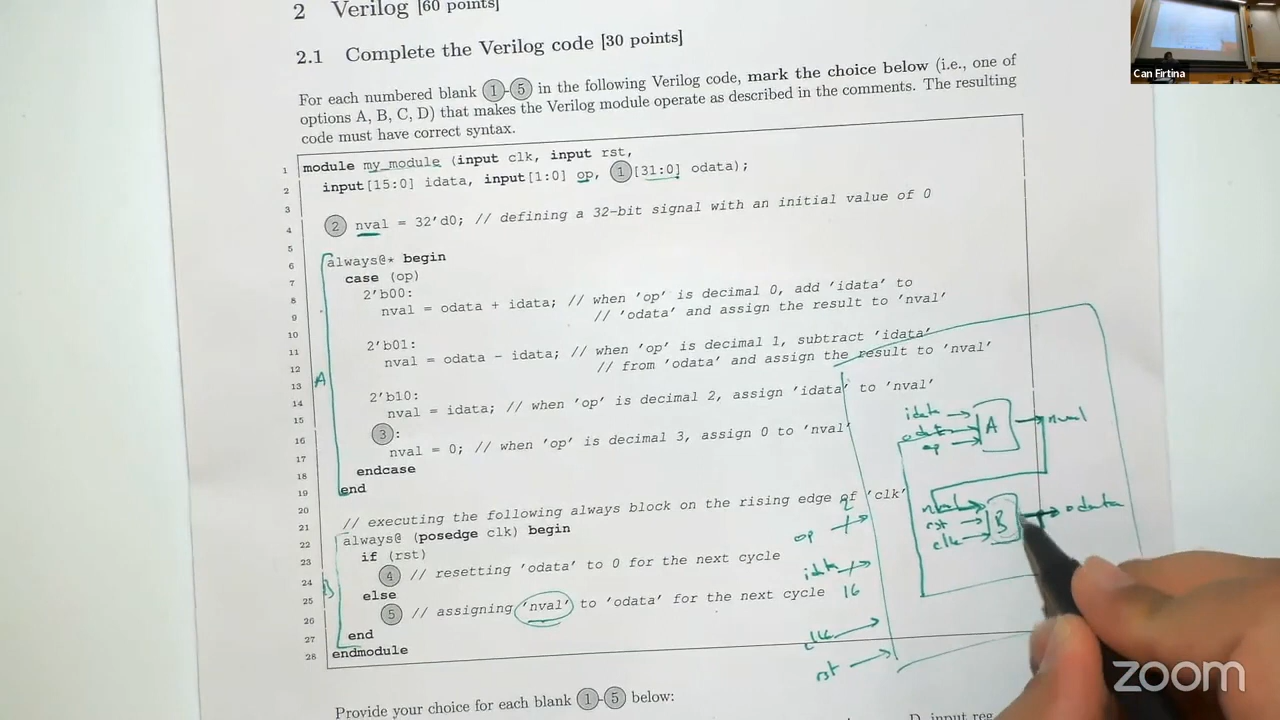 2 Verilog [60 points]
2.1 Complete the Verilog code [30 points]
For each numbered blank 1-5 in the following Verilog code, mark the choice below (i.e., one of
options A, B, C, D) that makes the Verilog module operate as described in the comments. The resulting
code must have correct syntax.
1 module my_module (input clk, input rst,
2 input[15:0] idata, input[1:0] op, 1 [31:0] odata);
3
4 2 nval = 32'd0; // defining a 32-bit signal with an initial value of 0
5
6 always@* begin
7 case (op)
8 2'b00:
9 nval = odata + idata; // when 'op' is decimal 0, add 'idata' to
10 // 'odata' and assign the result to 'nval'
11 2'b01:
12 nval = odata - idata; // when 'op' is decimal 1, subtract 'idata'
13 // from 'odata' and assign the result to 'nval'
14 2'b10:
15 nval = idata; // when 'op' is decimal 2, assign 'idata' to 'nval'
16 3 :
17 nval = 0; // when 'op' is decimal 3, assign 0 to 'nval'
18 endcase
19 end
20
21 // executing the following always block on the rising edge of 'clk'
22 always@ (posedge clk) begin
23 if (rst)
24 4 // resetting 'odata' to 0 for the next cycle
25 else
26 5 // assigning 'nval' to 'odata' for the next cycle
27 end
28 endmodule
Provide your choice for each blank 1-5 below:
D. input reg
A
B
idata
odata
op
A
nval
nval
rst
clk
B
odata
op
2
idata
16
clk
rst
Can Firtina
zoom